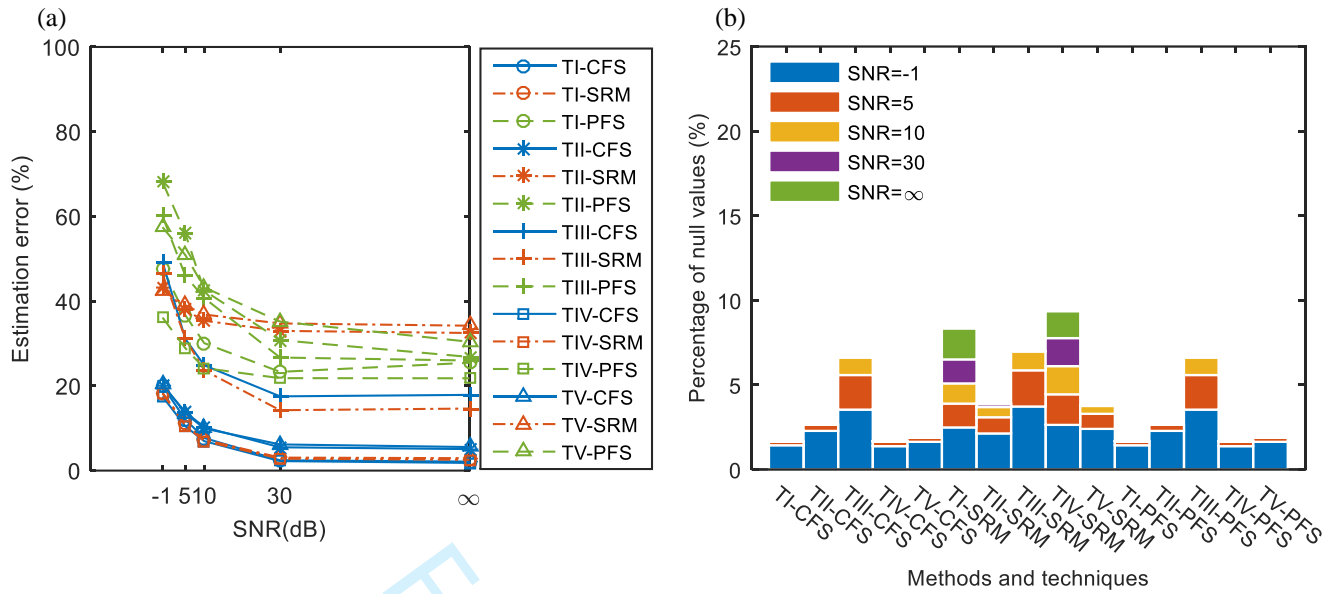 (a)
100
80
60
40
20
0
Estimation error (%)
-1 5 10 30 ∞
SNR(dB)
TI-CFS
TI-SRM
TI-PFS
TII-CFS
TII-SRM
TII-PFS
TIII-CFS
TIII-SRM
TIII-PFS
TIV-CFS
TIV-SRM
TIV-PFS
TV-CFS
TV-SRM
TV-PFS
(b)
25
20
15
10
5
0
Percentage of null values (%)
SNR=-1
SNR=5
SNR=10
SNR=30
SNR=∞
TI-CFS
TII-CFS
TIII-CFS
TIV-CFS
TV-CFS
TI-SRM
TII-SRM
TIII-SRM
TIV-SRM
TV-SRM
TI-PFS
TII-PFS
TIII-PFS
TIV-PFS
TV-PFS
Methods and techniques